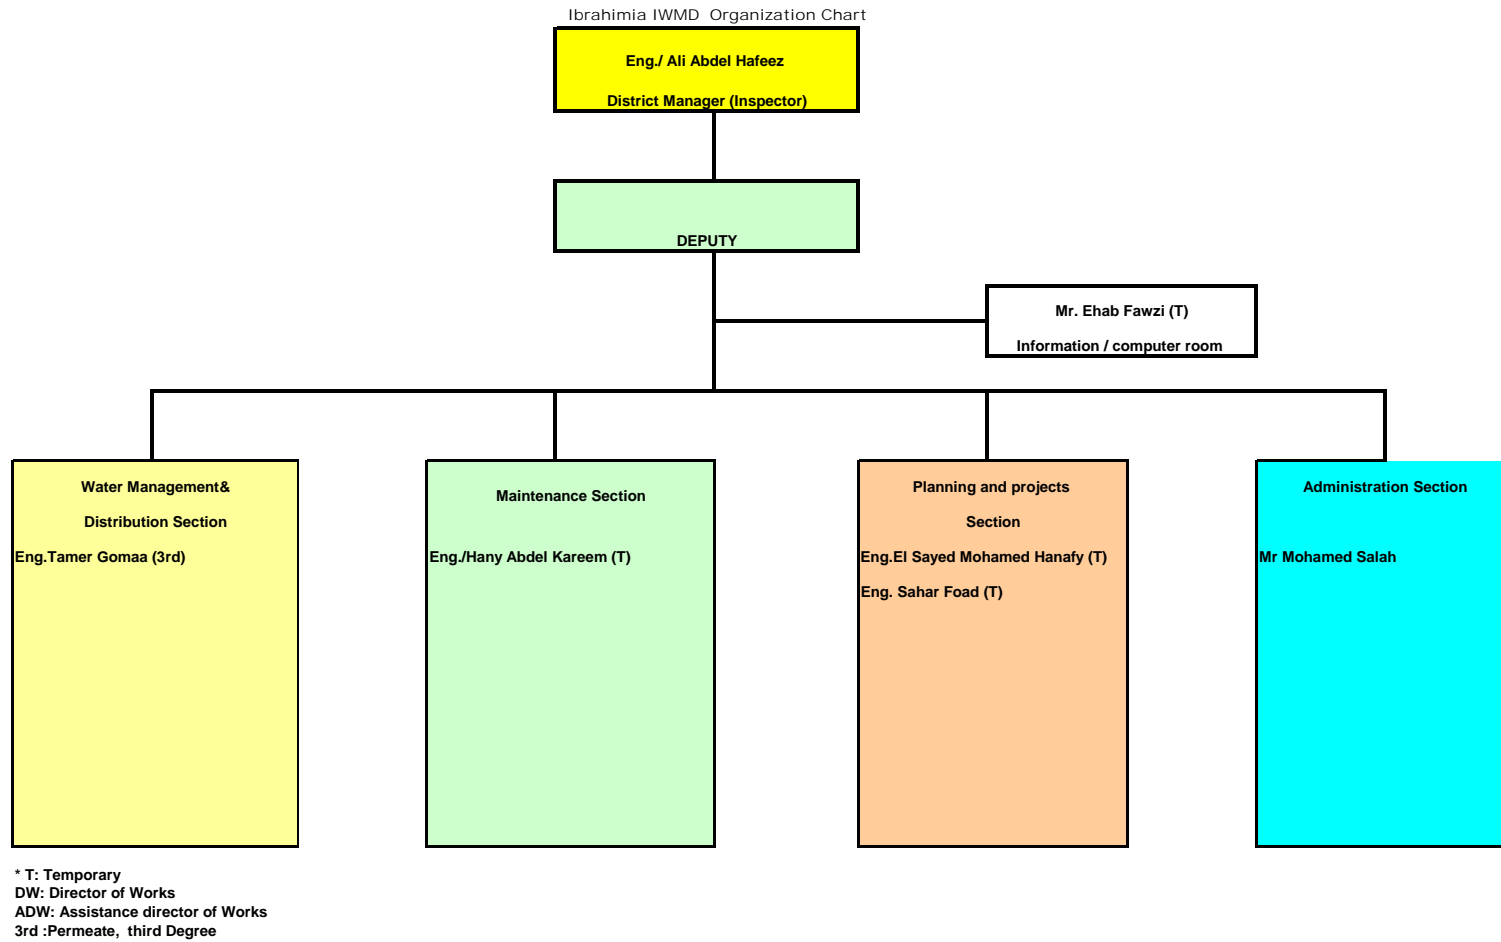 Ibrahimia IWMD Organization Chart
Eng./ Ali Abdel Hafeez
District Manager (Inspector)
DEPUTY
Mr. Ehab Fawzi (T)
Information / computer room
Water Management&
Distribution Section
Eng.Tamer Gomaa (3rd)
Maintenance Section
Eng./Hany Abdel Kareem (T)
Planning and projects
Section
Eng.El Sayed Mohamed Hanafy (T)
Eng. Sahar Foad (T)
Administration Section
Mr Mohamed Salah
* T: Temporary
DW: Director of Works
ADW: Assistance director of Works
3rd :Permeate, third Degree